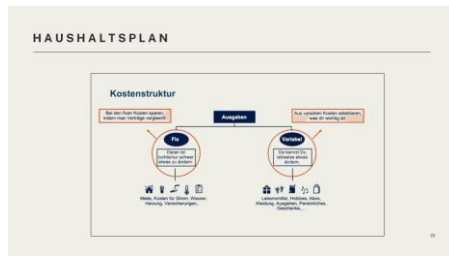 HAUSHALTSPLAN
Kostenstruktur
Bei den fixen Kosten sparen,
indem man Verträge vergleicht
Ausgaben
Aus variablen Kosten selektieren,
was dir wichtig ist
Fix
Daran ist
nichts/nur schwer
etwas zu ändern
Variabel
Da kannst Du
teilweise etwas
ändern
Miete, Kosten für Strom, Wasser,
Heizung, Versicherungen...
Lebensmittel, Hobbies, Abos,
Kleidung, Ausgehen, Persönliches,
Geschenke,...